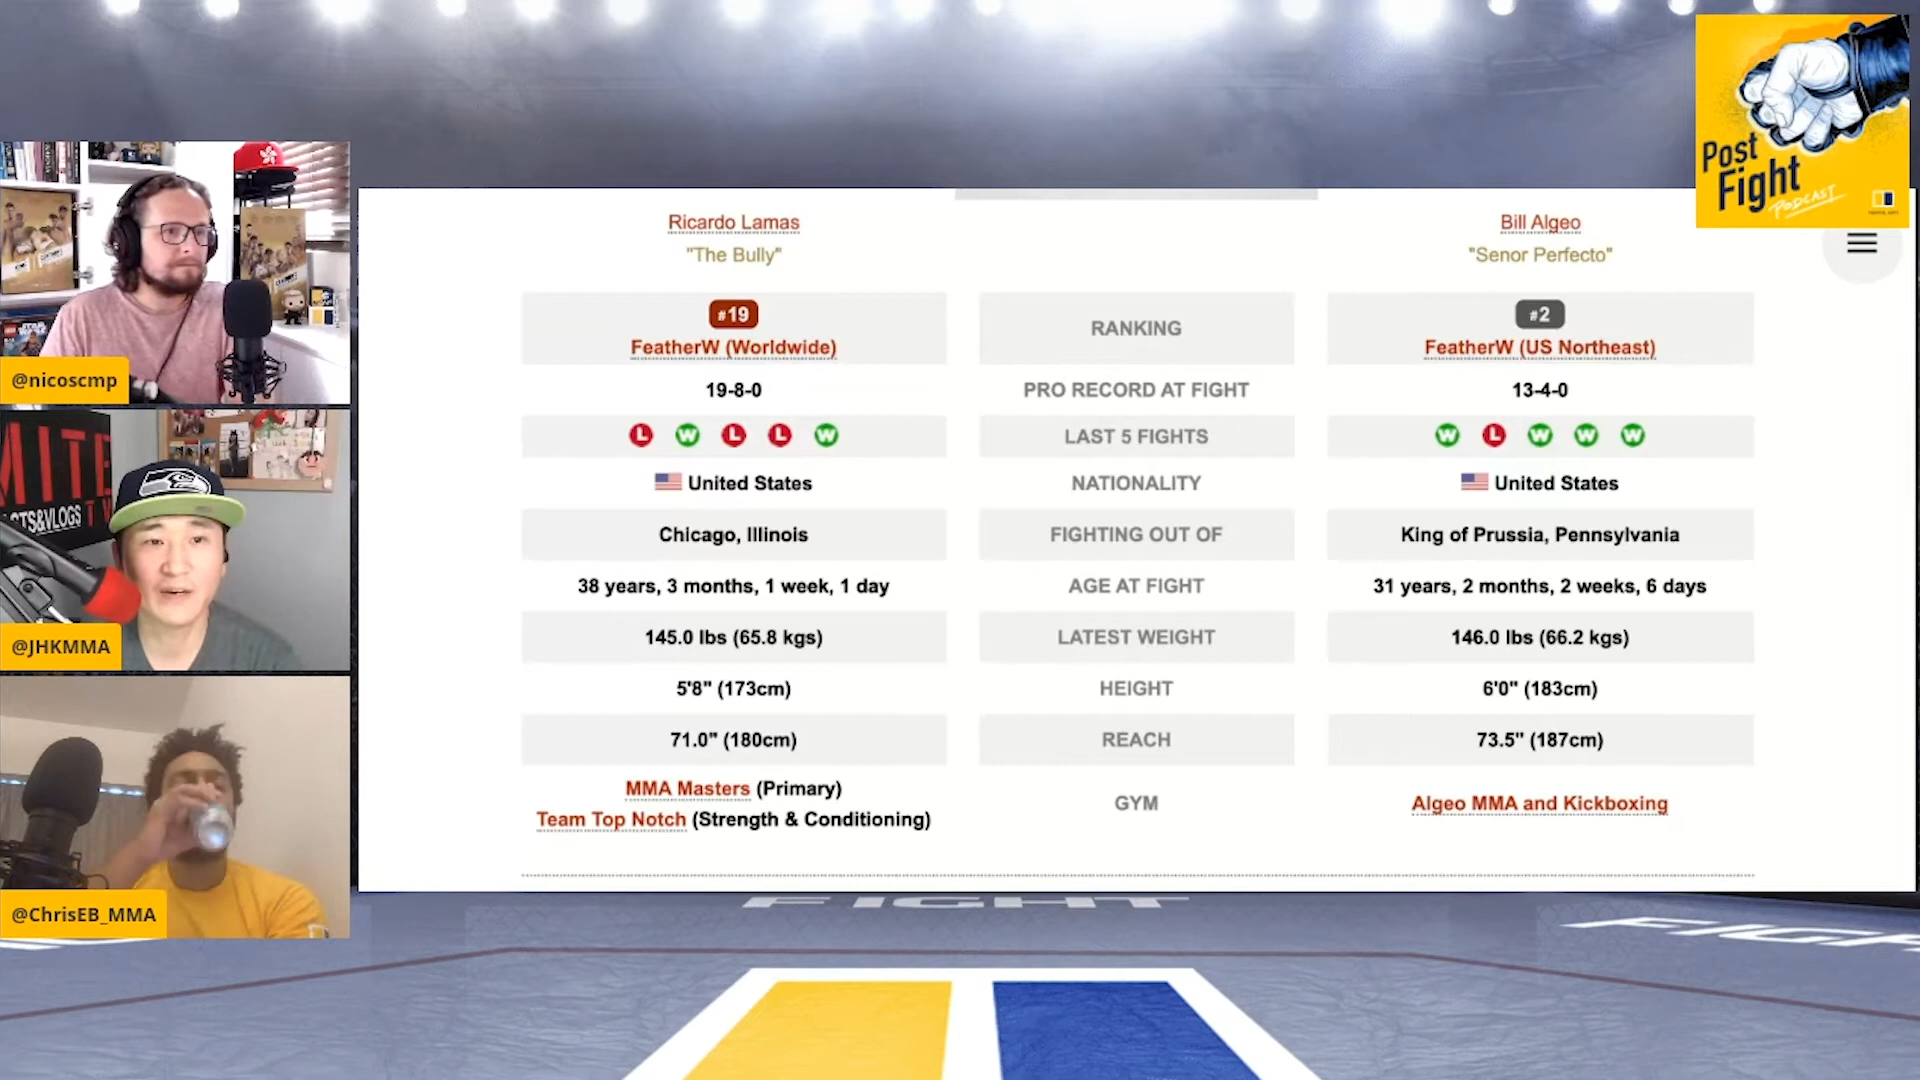 Post
Fight
PODCAST
@nicoscmp
MITE
CTS&VLOGS
@JHKMMA
@ChrisEB_MMA
Ricardo Lamas
Bill Algeo
"The Bully"
"Senor Perfecto"
#19
FeatherW (Worldwide)
RANKING
#2
FeatherW (US Northeast)
19-8-0
PRO RECORD AT FIGHT
13-4-0
L W L L W
LAST 5 FIGHTS
W L W W W
United States
NATIONALITY
United States
Chicago, Illinois
FIGHTING OUT OF
King of Prussia, Pennsylvania
38 years, 3 months, 1 week, 1 day
AGE AT FIGHT
31 years, 2 months, 2 weeks, 6 days
145.0 lbs (65.8 kgs)
LATEST WEIGHT
146.0 lbs (66.2 kgs)
5'8" (173cm)
HEIGHT
6'0" (183cm)
71.0" (180cm)
REACH
73.5" (187cm)
MMA Masters (Primary)
Team Top Notch (Strength & Conditioning)
GYM
Algeo MMA and Kickboxing
FIGHT